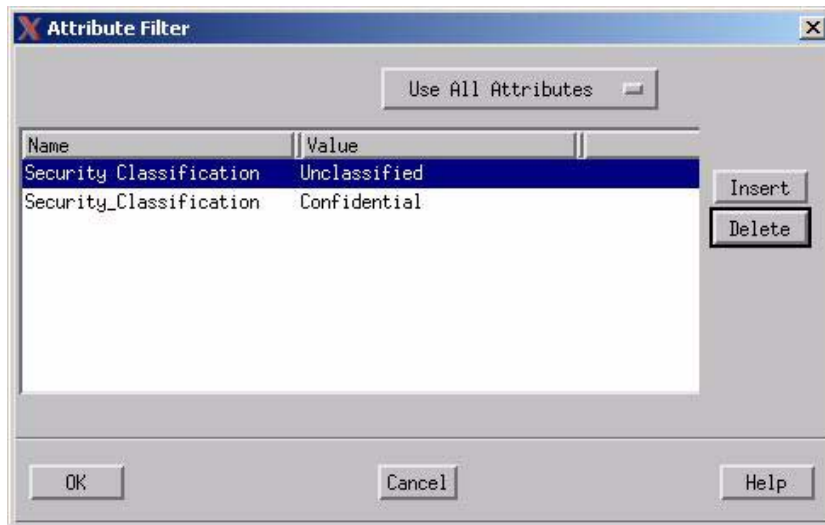 Attribute Filter
Use All Attributes
Name Value
Security Classification Unclassified
Security_Classification Confidential
Insert
Delete
OK Cancel Help